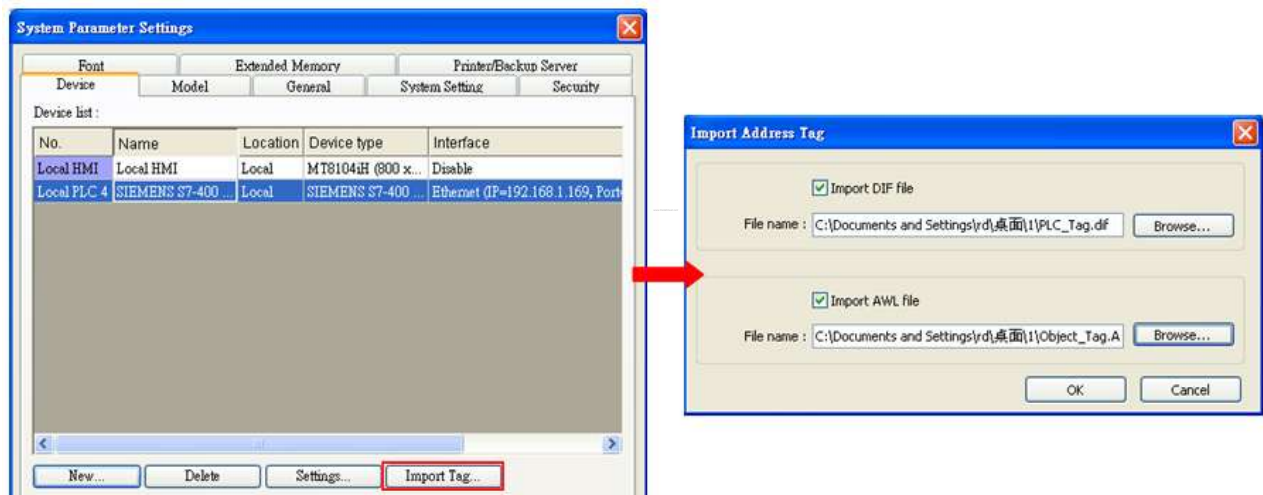 System Parameter Settings
Font Extended Memory Printer/Backup Server
Device Model General System Setting Security
Device list :
No. Name Location Device type Interface
Local HMI Local HMI Local MT8104iH (800 x... Disable
Local PLC 4 SIEMENS S7-400 ... Local SIEMENS S7-400 ... Ethernet (IP=192.168.1.169, Port
New... Delete Settings... Import Tag...
Import Address Tag
Import DIF file
File name : C:\Documents and Settings\rd\桌面\1\PLC_Tag.dif Browse...
Import AWL file
File name : C:\Documents and Settings\rd\桌面\1\Object_Tag.A Browse...
OK Cancel